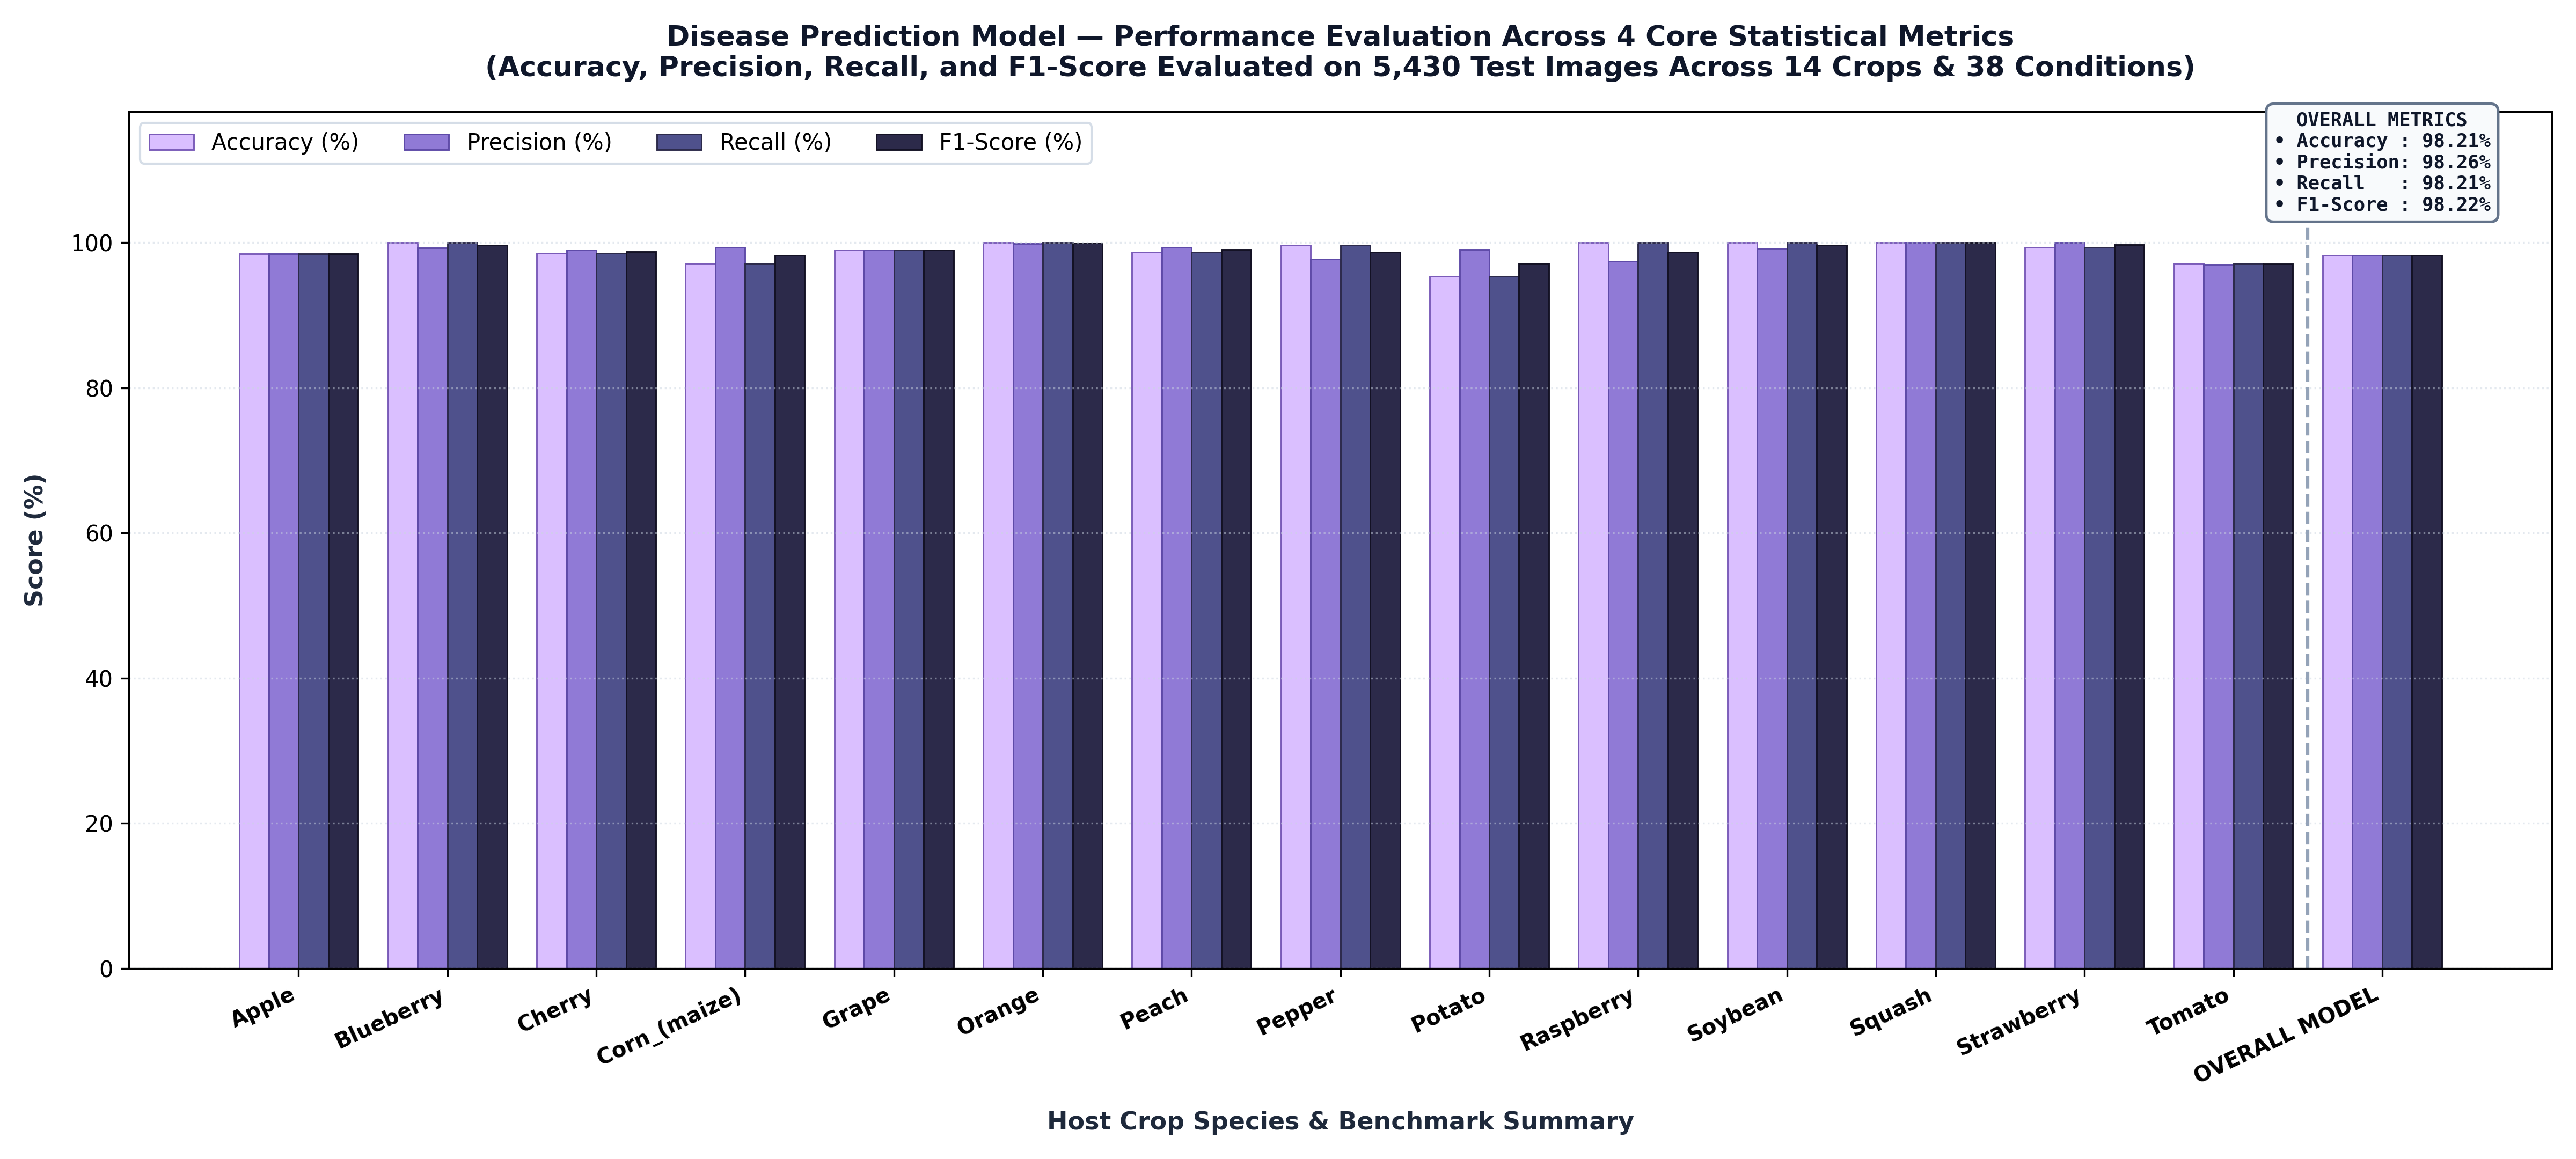 Disease Prediction Model — Performance Evaluation Across 4 Core Statistical Metrics
(Accuracy, Precision, Recall, and F1-Score Evaluated on 5,430 Test Images Across 14 Crops & 38 Conditions)
Accuracy (%) Precision (%) Recall (%) F1-Score (%)
OVERALL METRICS
• Accuracy : 98.21%
• Precision: 98.26%
• Recall : 98.21%
• F1-Score : 98.22%
Score (%)
100
80
60
40
20
0
Apple
Blueberry
Cherry
Corn_(maize)
Grape
Orange
Peach
Pepper
Potato
Raspberry
Soybean
Squash
Strawberry
Tomato
OVERALL MODEL
Host Crop Species & Benchmark Summary